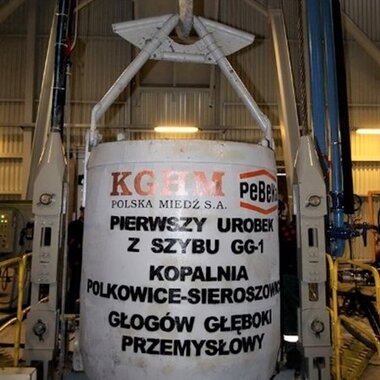 KGHM
POLSKA MIEDŹ S.A.
PeBeKa
PIERWSZY UROBEK
Z SZYBU GG-1
KOPALNIA
POLKOWICE-SIEROSZOWICE
GŁOGÓW GŁĘBOKI
PRZEMYSŁOWY